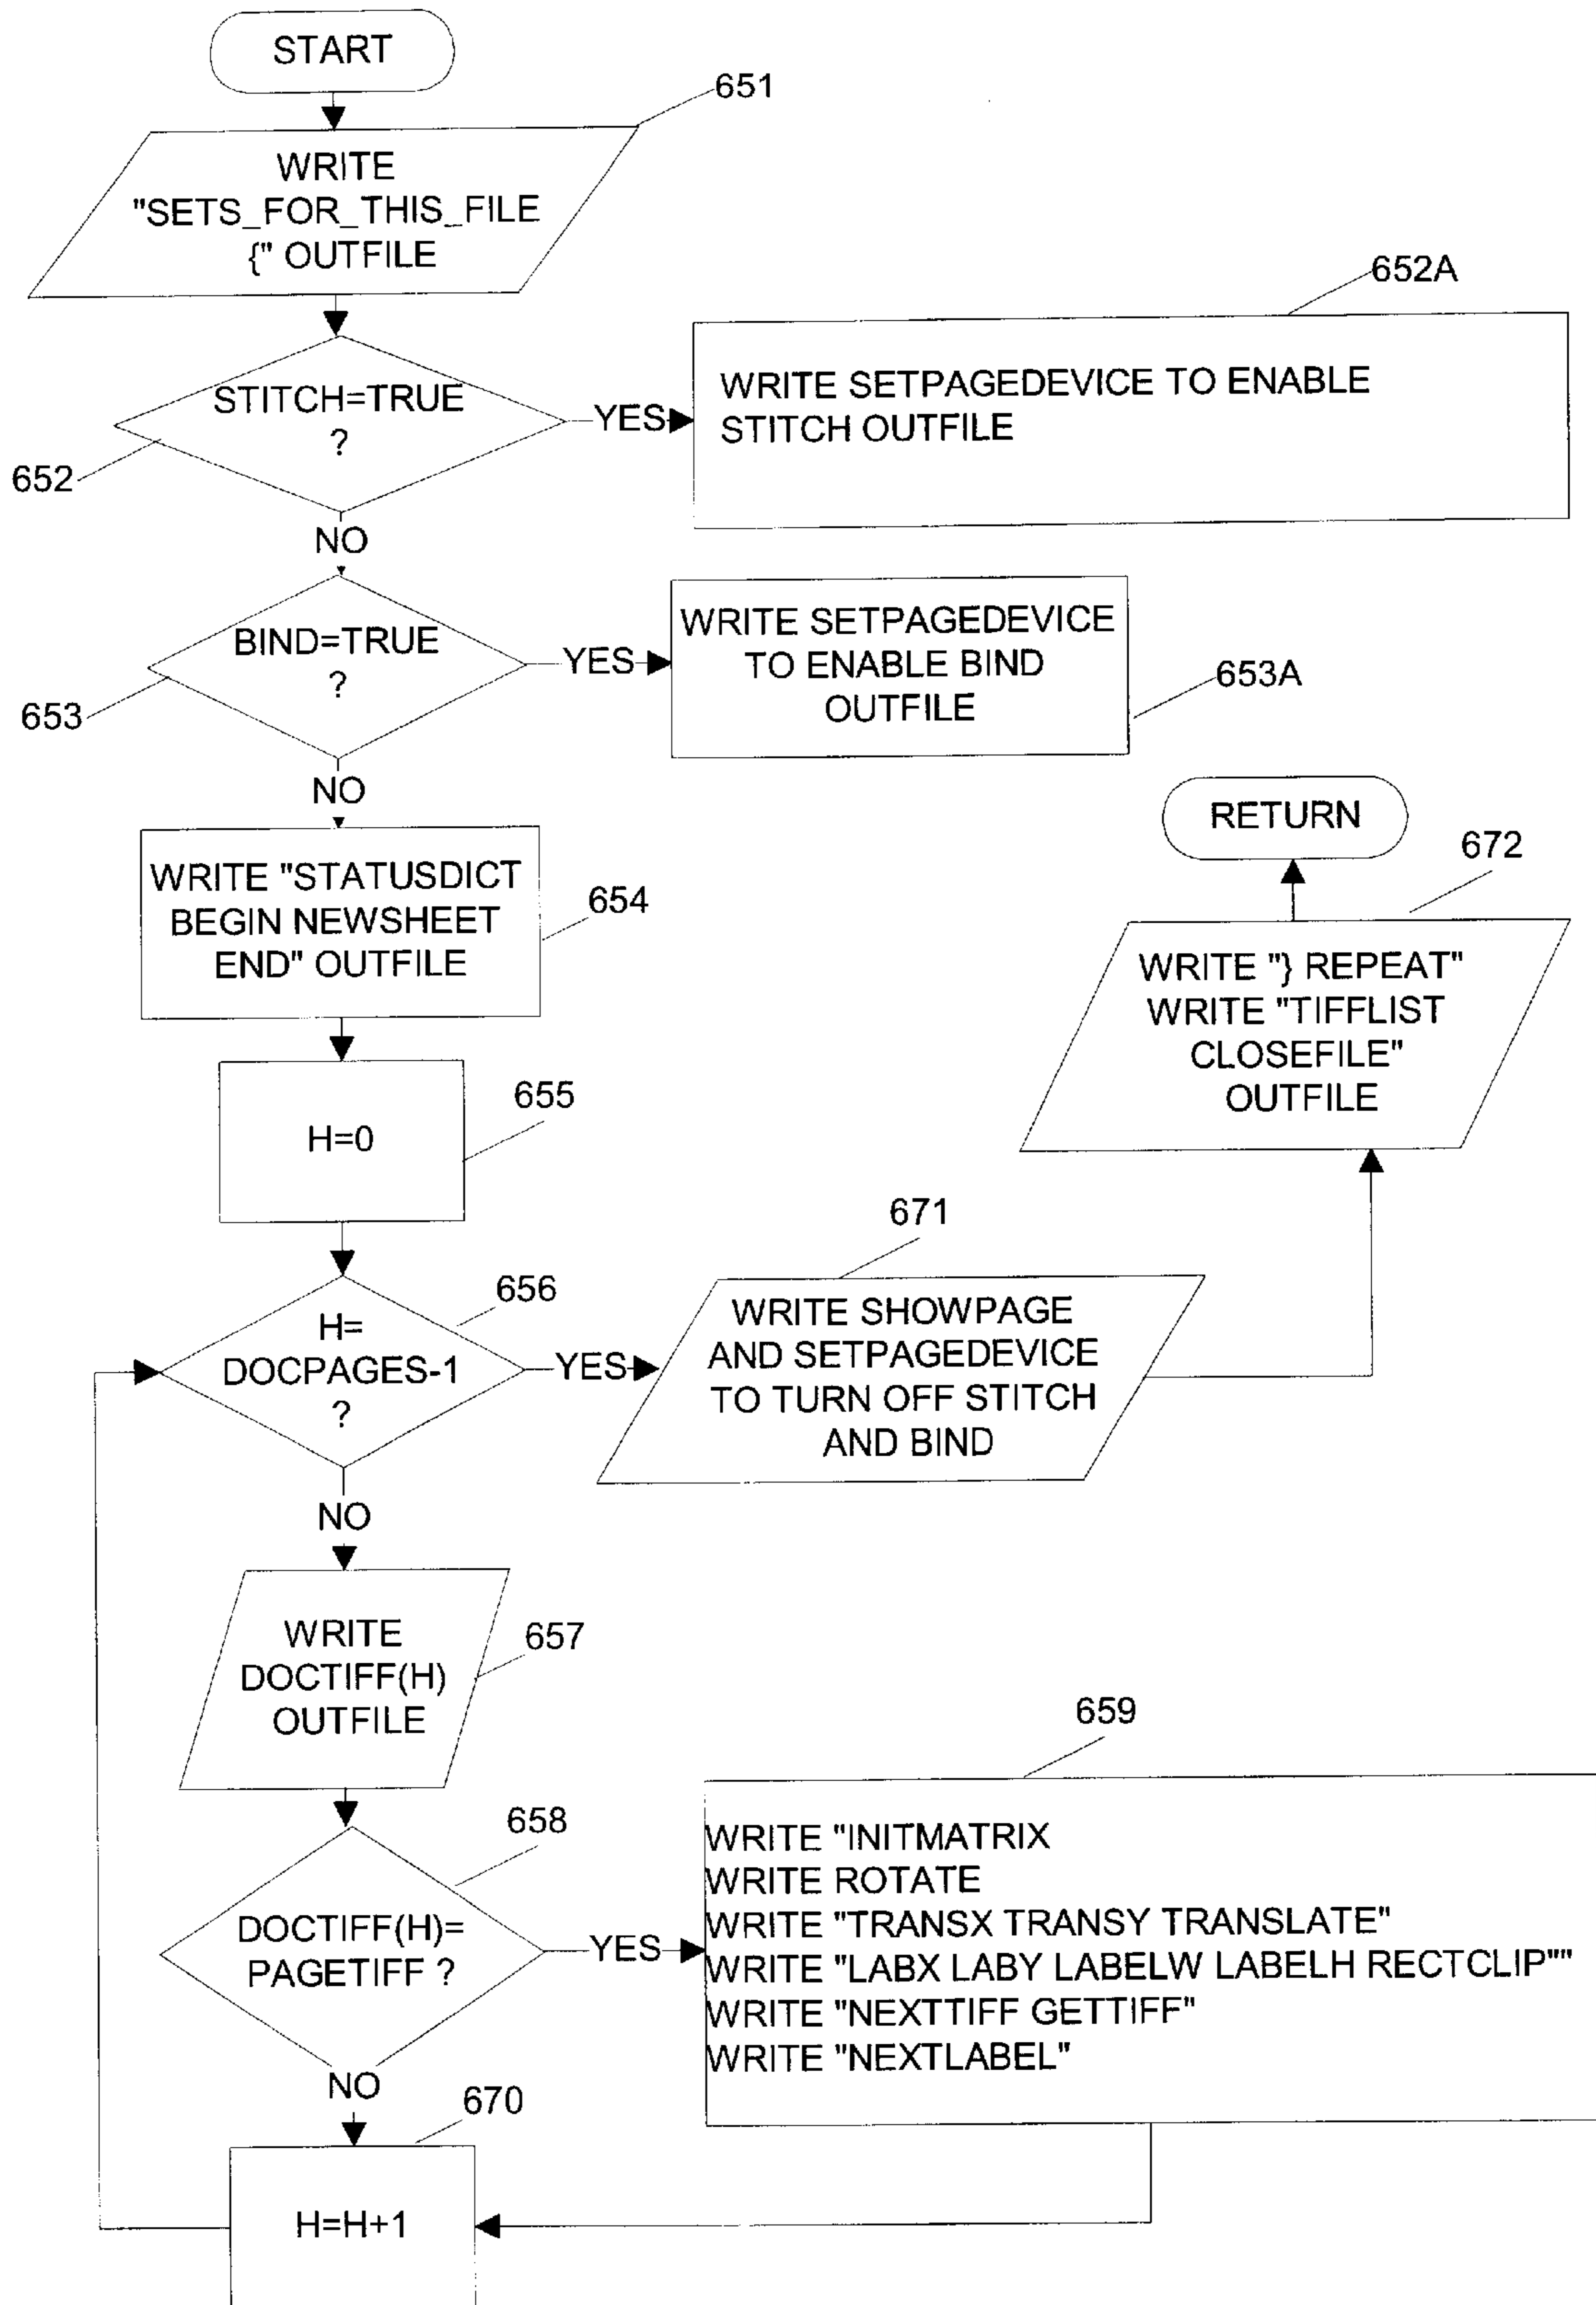 START
651
WRITE
"SETS_FOR_THIS_FILE
{" OUTFILE
652A
STITCH=TRUE
?
YES
WRITE SETPAGEDEVICE TO ENABLE
STITCH OUTFILE
652
NO
BIND=TRUE
?
YES
WRITE SETPAGEDEVICE
TO ENABLE BIND
OUTFILE
653A
653
NO
WRITE "STATUSDICT
BEGIN NEWSHEET
END" OUTFILE
654
RETURN
672
WRITE "} REPEAT"
WRITE "TIFFLIST
CLOSEFILE"
OUTFILE
H=0
655
671
656
H=
DOCPAGES-1
?
YES
WRITE SHOWPAGE
AND SETPAGEDEVICE
TO TURN OFF STITCH
AND BIND
NO
WRITE
DOCTIFF(H)
OUTFILE
657
659
658
DOCTIFF(H)=
PAGETIFF ?
YES
WRITE "INITMATRIX
WRITE ROTATE
WRITE "TRANSX TRANSY TRANSLATE"
WRITE "LABX LABY LABELW LABELH RECTCLIP""
WRITE "NEXTTIFF GETTIFF"
WRITE "NEXTLABEL"
NO
670
H=H+1